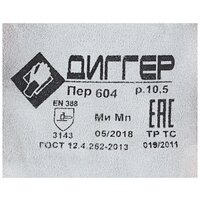 ДИГГЕР
Пер 604 р.10,5
EN 388
Ми Мп
EAC
3143 05/2018 ТР ТС
ГОСТ 12.4.252-2013 019/2011